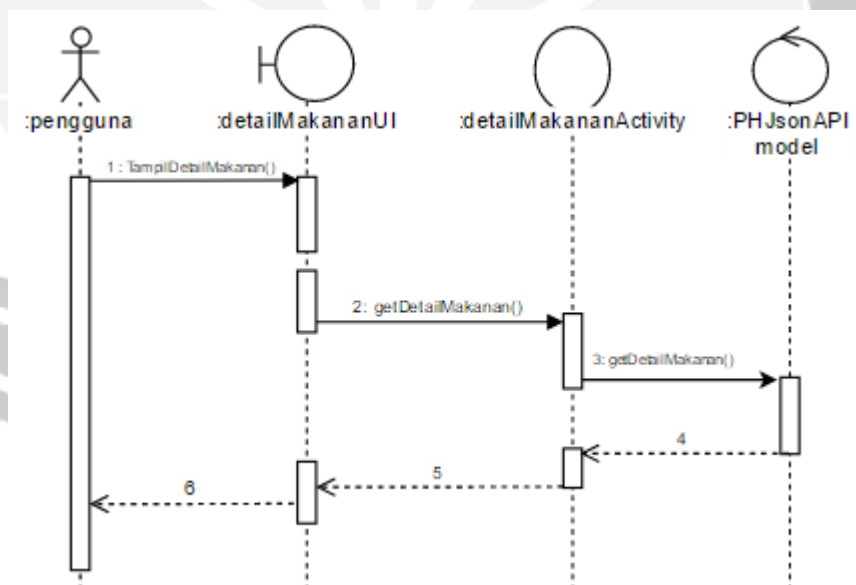 :pengguna
:detailMakananUI
:detailMakananActivity
:PHJsonAPI
model
1 : TampilDetailMakanan()
2: getDetailMakanan()
3: getDetailMakanan()
4
5
6